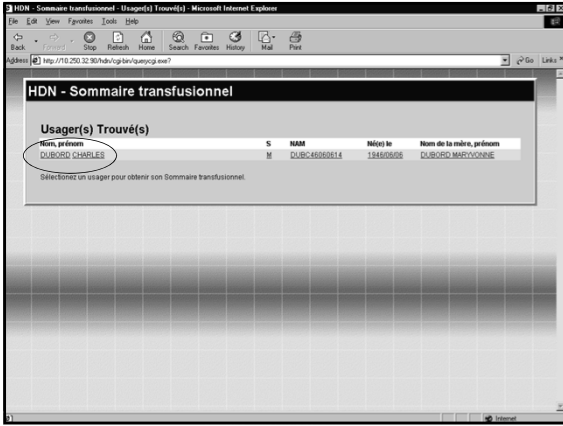 HDN - Sommaire transfusionnel - Usager(s) Trouvé(s) - Microsoft Internet Explorer
File Edit View Favorites Tools Help
Back Forward Stop Refresh Home Search Favorites History Mail Print
Address http://10.250.32.90/hdn/cgi-bin/querycgi.exe? Go Links »
HDN - Sommaire transfusionnel
Usager(s) Trouvé(s)
Nom, prénom S NAM Né(e) le Nom de la mère, prénom
DUBORD CHARLES M DUBC46060614 1946/06/06 DUBORD MARYVONNE
Sélectionez un usager pour obtenir son Sommaire transfusionnel.
Internet